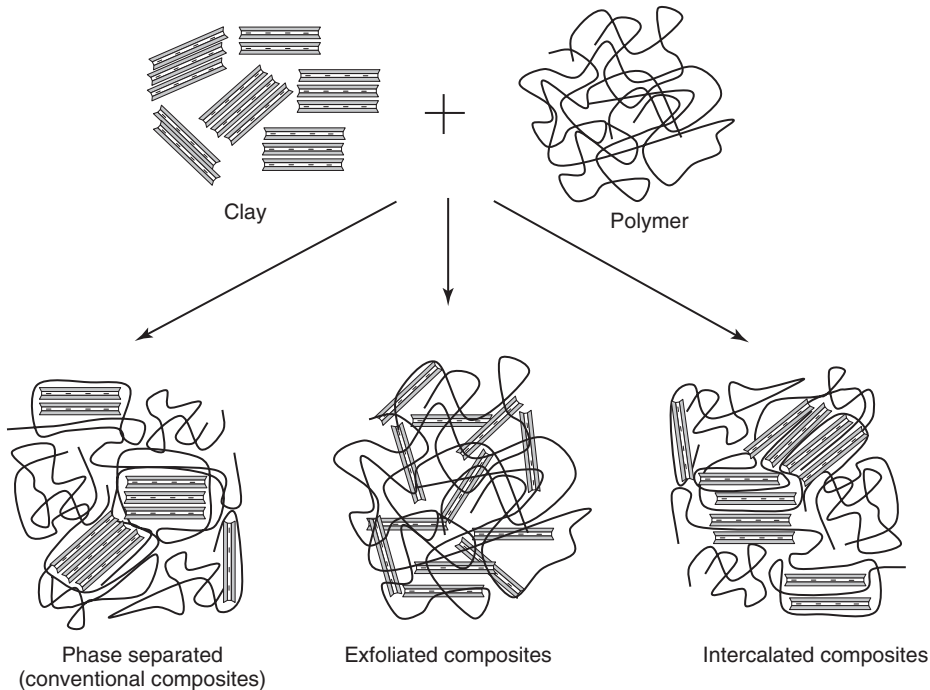 Clay
Polymer
Phase separated
(conventional composites)
Exfoliated composites
Intercalated composites